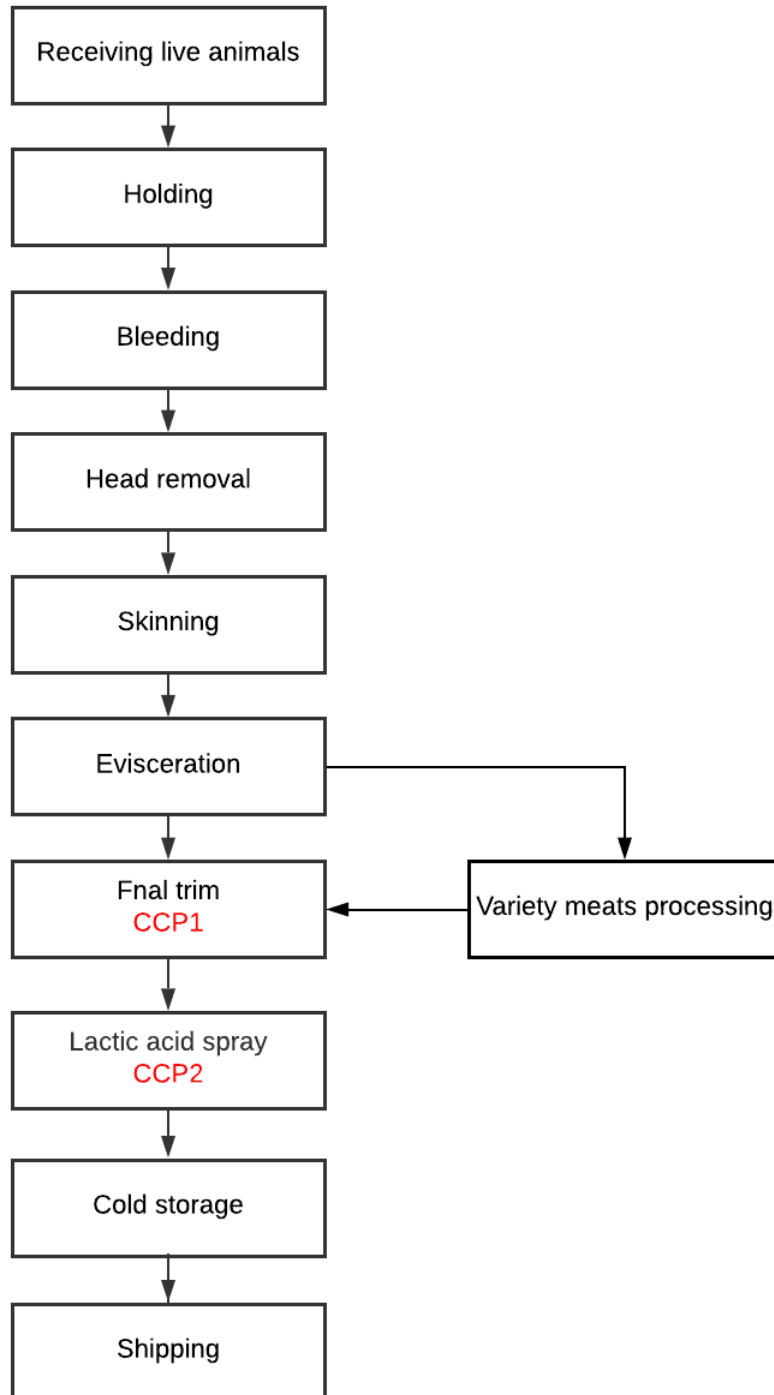 Receiving live animals
Holding
Bleeding
Head removal
Skinning
Evisceration
Fnal trim
CCP1
Variety meats processing
Lactic acid spray
CCP2
Cold storage
Shipping